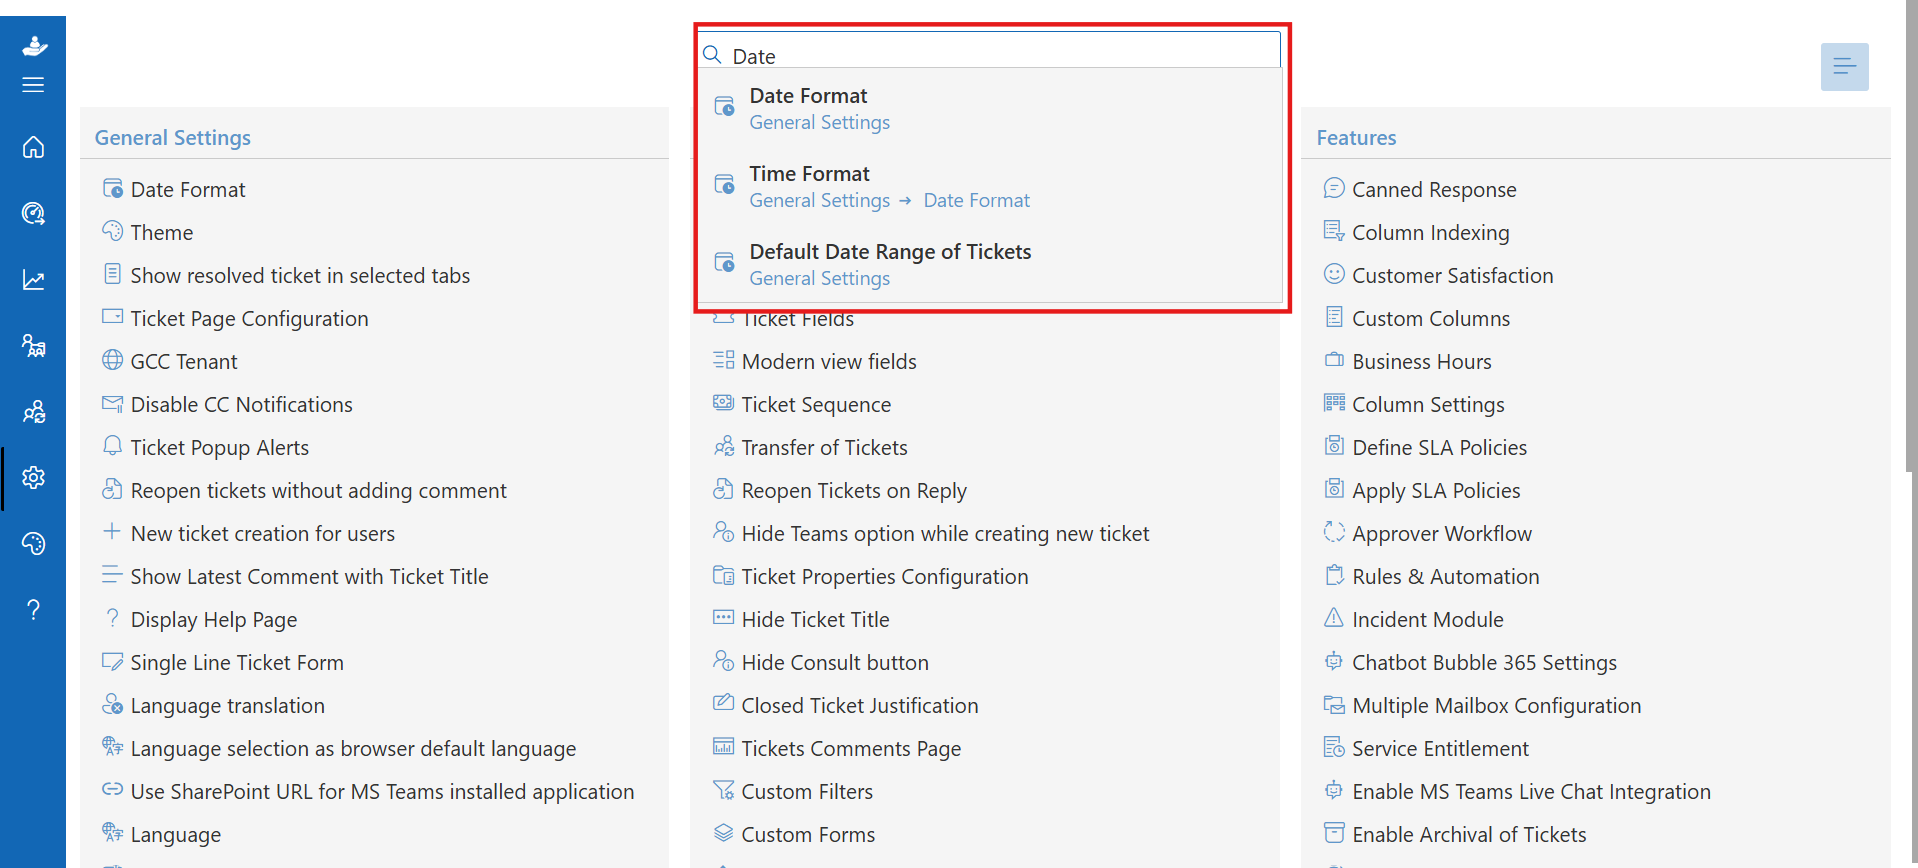 Date
Date Format
General Settings
Time Format
General Settings → Date Format
Default Date Range of Tickets
General Settings
General Settings
Date Format
Theme
Show resolved ticket in selected tabs
Ticket Page Configuration
GCC Tenant
Disable CC Notifications
Ticket Popup Alerts
Reopen tickets without adding comment
New ticket creation for users
Show Latest Comment with Ticket Title
Display Help Page
Single Line Ticket Form
Language translation
Language selection as browser default language
Use SharePoint URL for MS Teams installed application
Language
Ticket Fields
Modern view fields
Ticket Sequence
Transfer of Tickets
Reopen Tickets on Reply
Hide Teams option while creating new ticket
Ticket Properties Configuration
Hide Ticket Title
Hide Consult button
Closed Ticket Justification
Tickets Comments Page
Custom Filters
Custom Forms
Features
Canned Response
Column Indexing
Customer Satisfaction
Custom Columns
Business Hours
Column Settings
Define SLA Policies
Apply SLA Policies
Approver Workflow
Rules & Automation
Incident Module
Chatbot Bubble 365 Settings
Multiple Mailbox Configuration
Service Entitlement
Enable MS Teams Live Chat Integration
Enable Archival of Tickets